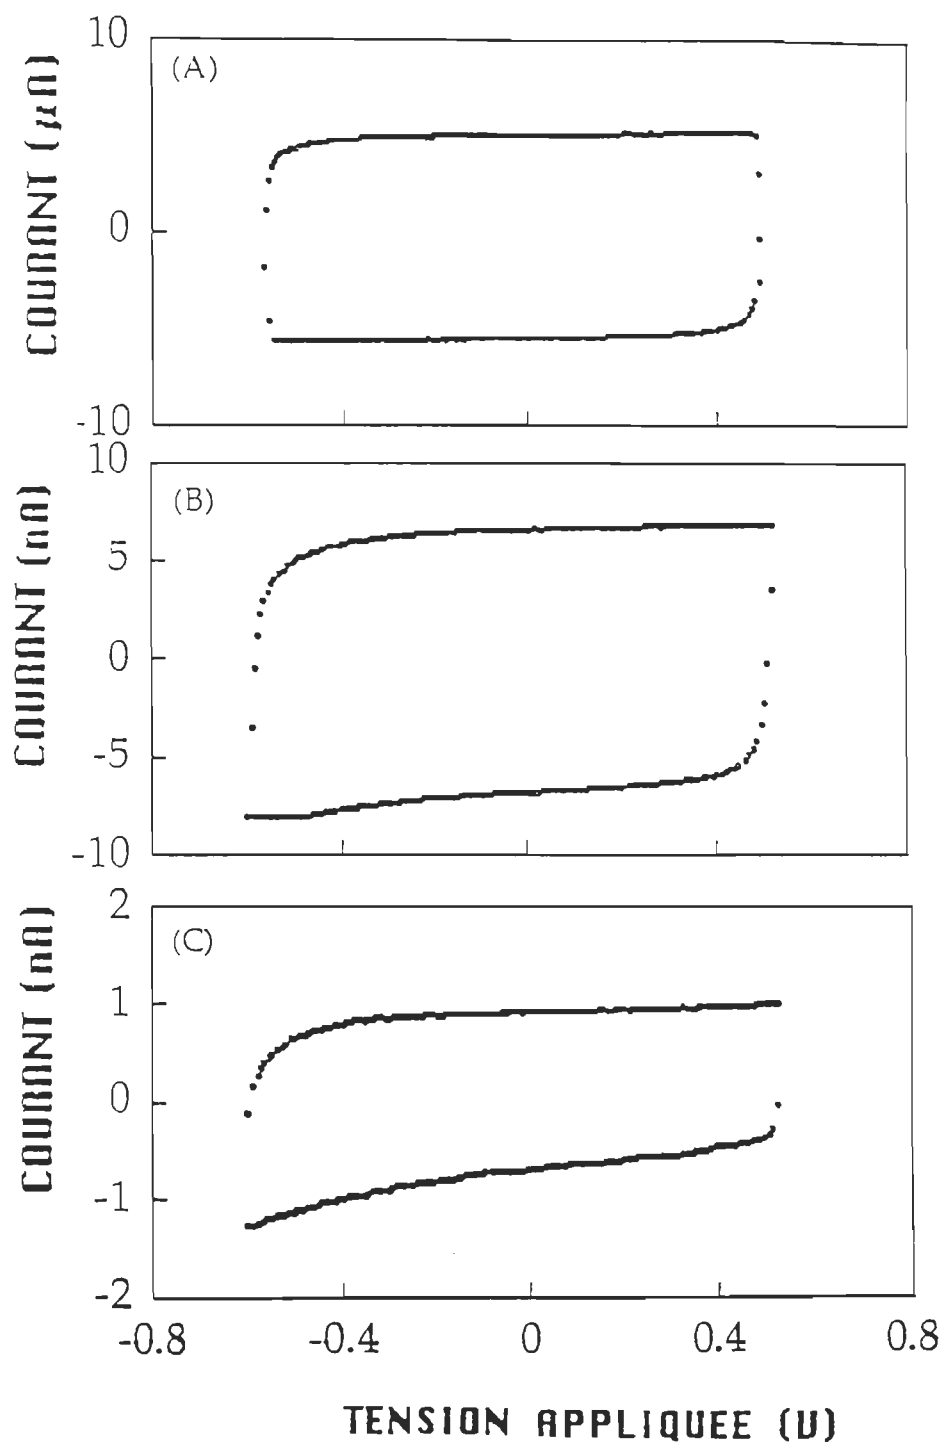 (A)
COURANT (μA)
10
0
-10
(B)
COURANT (nA)
10
5
0
-5
-10
(C)
COURANT (nA)
2
1
0
-1
-2
-0.8 -0.4 0 0.4 0.8
TENSION APPLIQUEE (V)